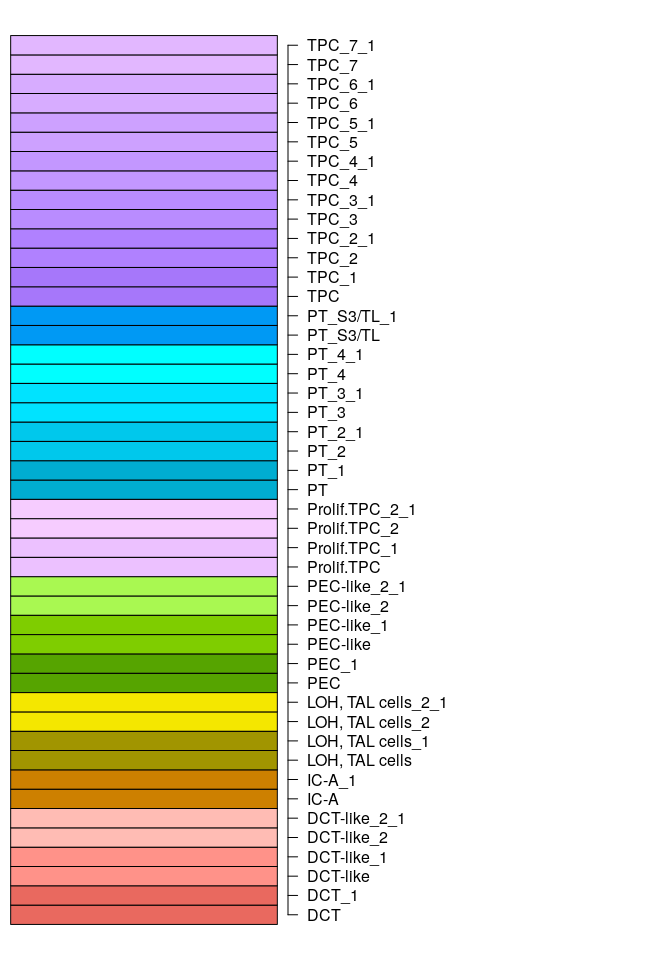 TPC_7_1
TPC_7
TPC_6_1
TPC_6
TPC_5_1
TPC_5
TPC_4_1
TPC_4
TPC_3_1
TPC_3
TPC_2_1
TPC_2
TPC_1
TPC
PT_S3/TL_1
PT_S3/TL
PT_4_1
PT_4
PT_3_1
PT_3
PT_2_1
PT_2
PT_1
PT
Prolif.TPC_2_1
Prolif.TPC_2
Prolif.TPC_1
Prolif.TPC
PEC-like_2_1
PEC-like_2
PEC-like_1
PEC-like
PEC_1
PEC
LOH, TAL cells_2_1
LOH, TAL cells_2
LOH, TAL cells_1
LOH, TAL cells
IC-A_1
IC-A
DCT-like_2_1
DCT-like_2
DCT-like_1
DCT-like
DCT_1
DCT